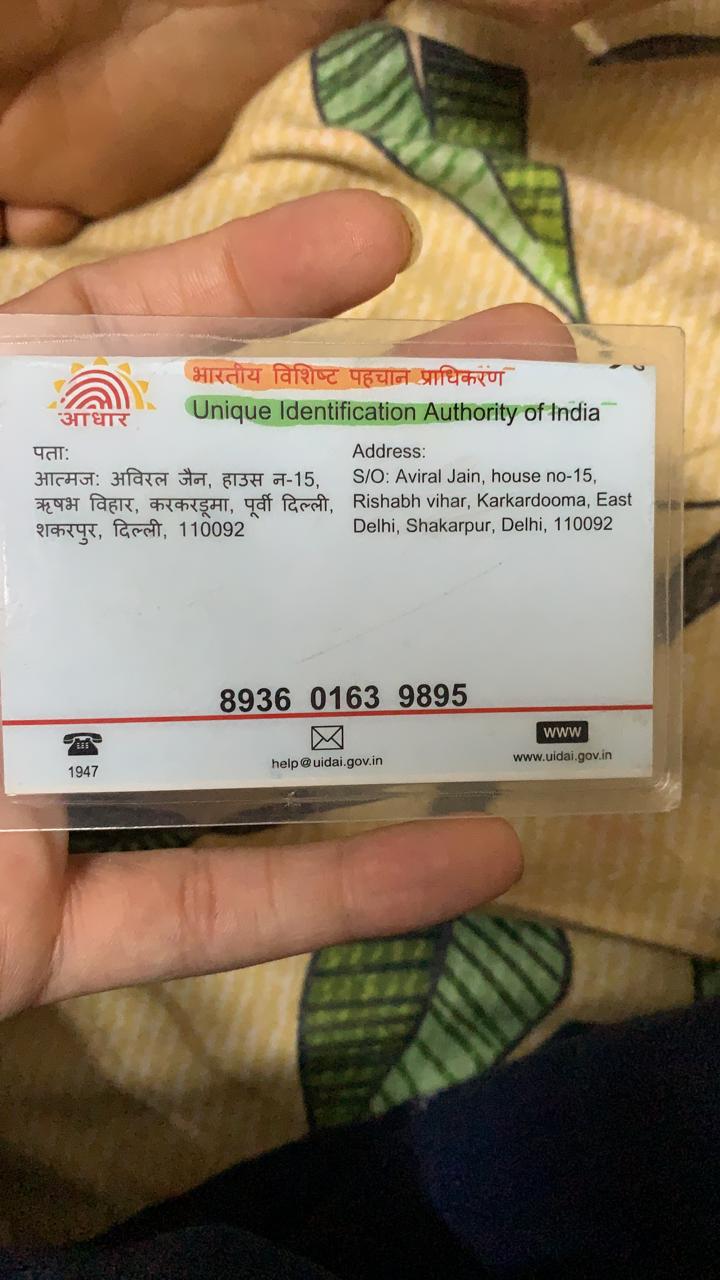 आधार
भारतीय विशिष्ट पहचान प्राधिकरण
Unique Identification Authority of India
पता:
आत्मज: अविरल जैन, हाउस न-15,
ऋषभ विहार, करकरडूमा, पूर्वी दिल्ली,
शकरपुर, दिल्ली, 110092
Address:
S/O: Aviral Jain, house no-15,
Rishabh vihar, Karkardooma, East
Delhi, Shakarpur, Delhi, 110092
8936 0163 9895
1947
help@uidai.gov.in
www
www.uidai.gov.in